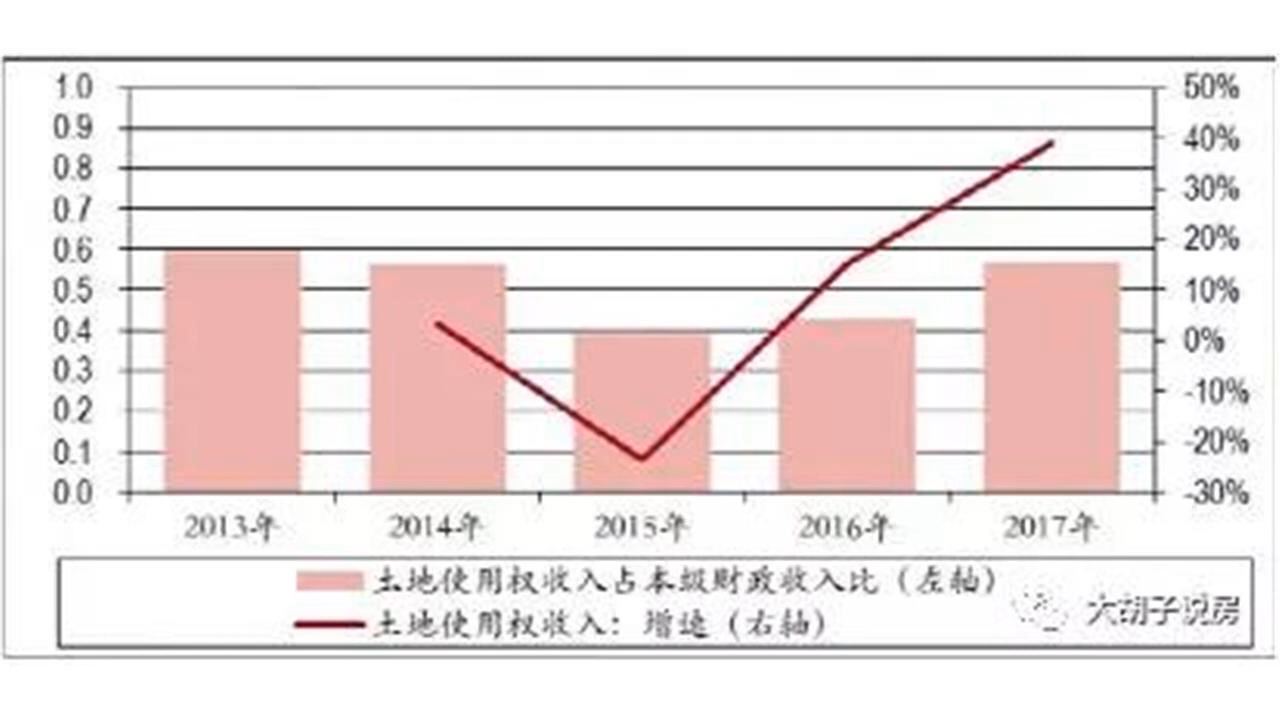 1.0
0.9
0.8
0.7
0.6
0.5
0.4
0.3
0.2
0.1
0.0
50%
40%
30%
20%
10%
0%
-10%
-20%
-30%
2013年
2014年
2015年
2016年
2017年
土地使用权收入占本级财政收入比（左轴）
土地使用权收入：增速（右轴）
大胡子说房